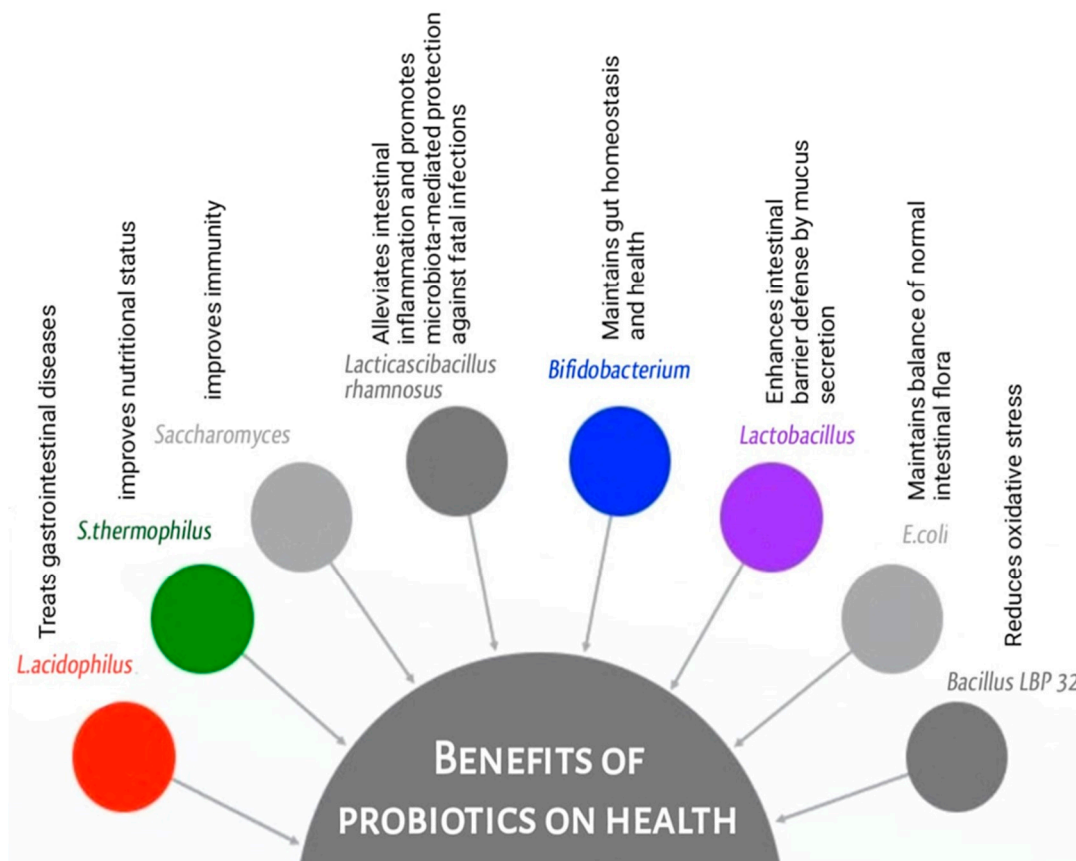 Treats gastrointestinal diseases
L.acidophilus
improves nutritional status
S.thermophilus
improves immunity
Saccharomyces
Alleviates intestinal
inflammation and promotes
microbiota-mediated protection
against fatal infections
Lacticascibacillus
rhamnosus
Maintains gut homeostasis
and health
Bifidobacterium
Enhances intestinal
barrier defense by mucus
secretion
Lactobacillus
Maintains balance of normal
intestinal flora
E.coli
Reduces oxidative stress
Bacillus LBP 32
BENEFITS OF
PROBIOTICS ON HEALTH